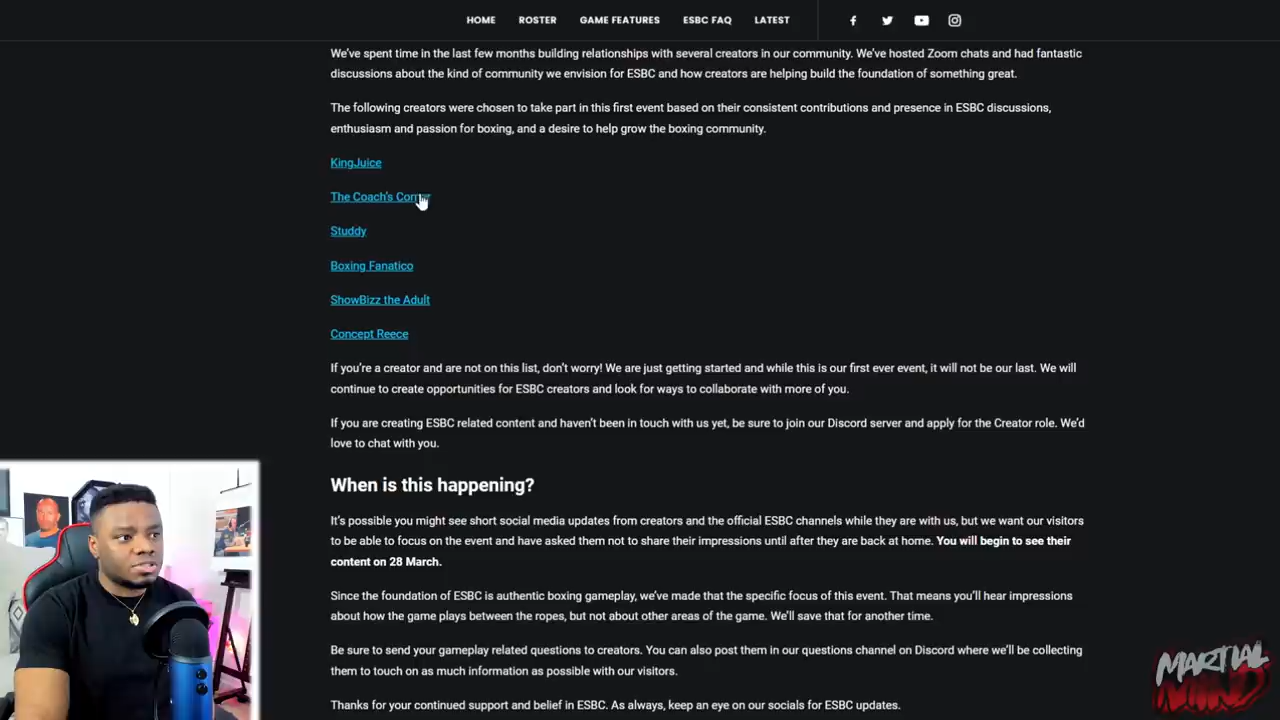 HOME ROSTER GAME FEATURES ESBC FAQ LATEST
We've spent time in the last few months building relationships with several creators in our community. We've hosted Zoom chats and had fantastic
discussions about the kind of community we envision for ESBC and how creators are helping build the foundation of something great.
The following creators were chosen to take part in this first event based on their consistent contributions and presence in ESBC discussions,
enthusiasm and passion for boxing, and a desire to help grow the boxing community.
KingJuice
The Coach's Corner
Studdy
Boxing Fanatico
ShowBizz the Adult
Concept Reece
If you're a creator and are not on this list, don't worry! We are just getting started and while this is our first ever event, it will not be our last. We will
continue to create opportunities for ESBC creators and look for ways to collaborate with more of you.
If you are creating ESBC related content and haven't been in touch with us yet, be sure to join our Discord server and apply for the Creator role. We'd
love to chat with you.
When is this happening?
It's possible you might see short social media updates from creators and the official ESBC channels while they are with us, but we want our visitors
to be able to focus on the event and have asked them not to share their impressions until after they are back at home. You will begin to see their
content on 28 March.
Since the foundation of ESBC is authentic boxing gameplay, we've made that the specific focus of this event. That means you'll hear impressions
about how the game plays between the ropes, but not about other areas of the game. We'll save that for another time.
Be sure to send your gameplay related questions to creators. You can also post them in our questions channel on Discord where we'll be collecting
them to touch on as much information as possible with our visitors.
Thanks for your continued support and belief in ESBC. As always, keep an eye on our socials for ESBC updates.
MARTIAL
MIND